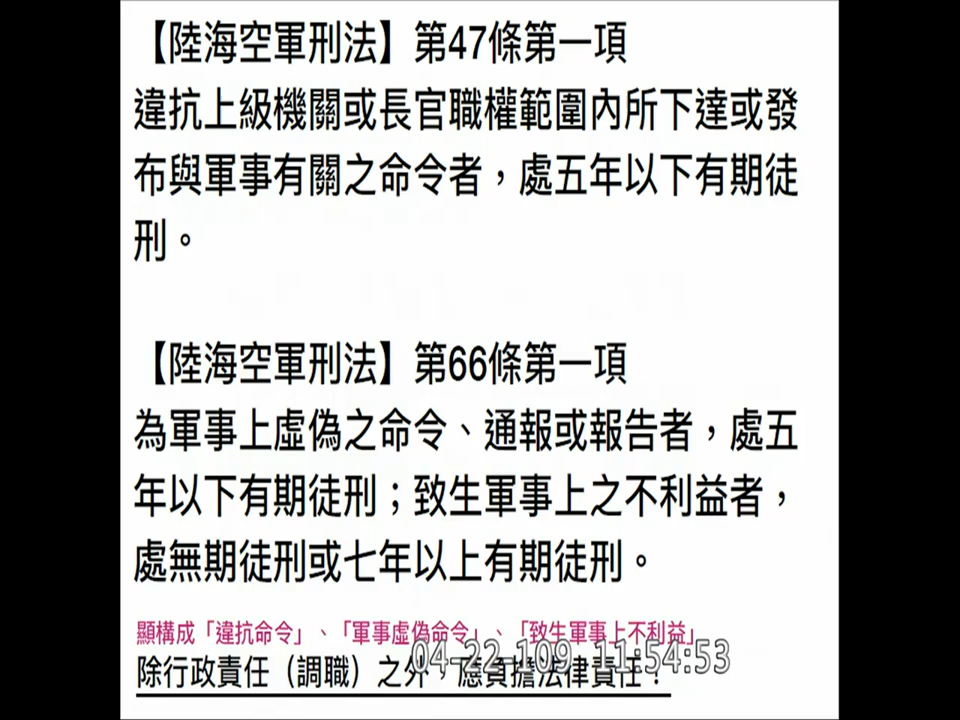 【陸海空軍刑法】第47條第一項
違抗上級機關或長官職權範圍內所下達或發
布與軍事有關之命令者，處五年以下有期徒
刑。
【陸海空軍刑法】第66條第一項
為軍事上虛偽之命令、通報或報告者，處五
年以下有期徒刑；致生軍事上之不利益者，
處無期徒刑或七年以上有期徒刑。
顯構成「違抗命令」、「軍事虛偽命令」、「致生軍事上不利益」
04-22-109 11:54:53
除行政責任（調職）之外，應負擔法律責任！